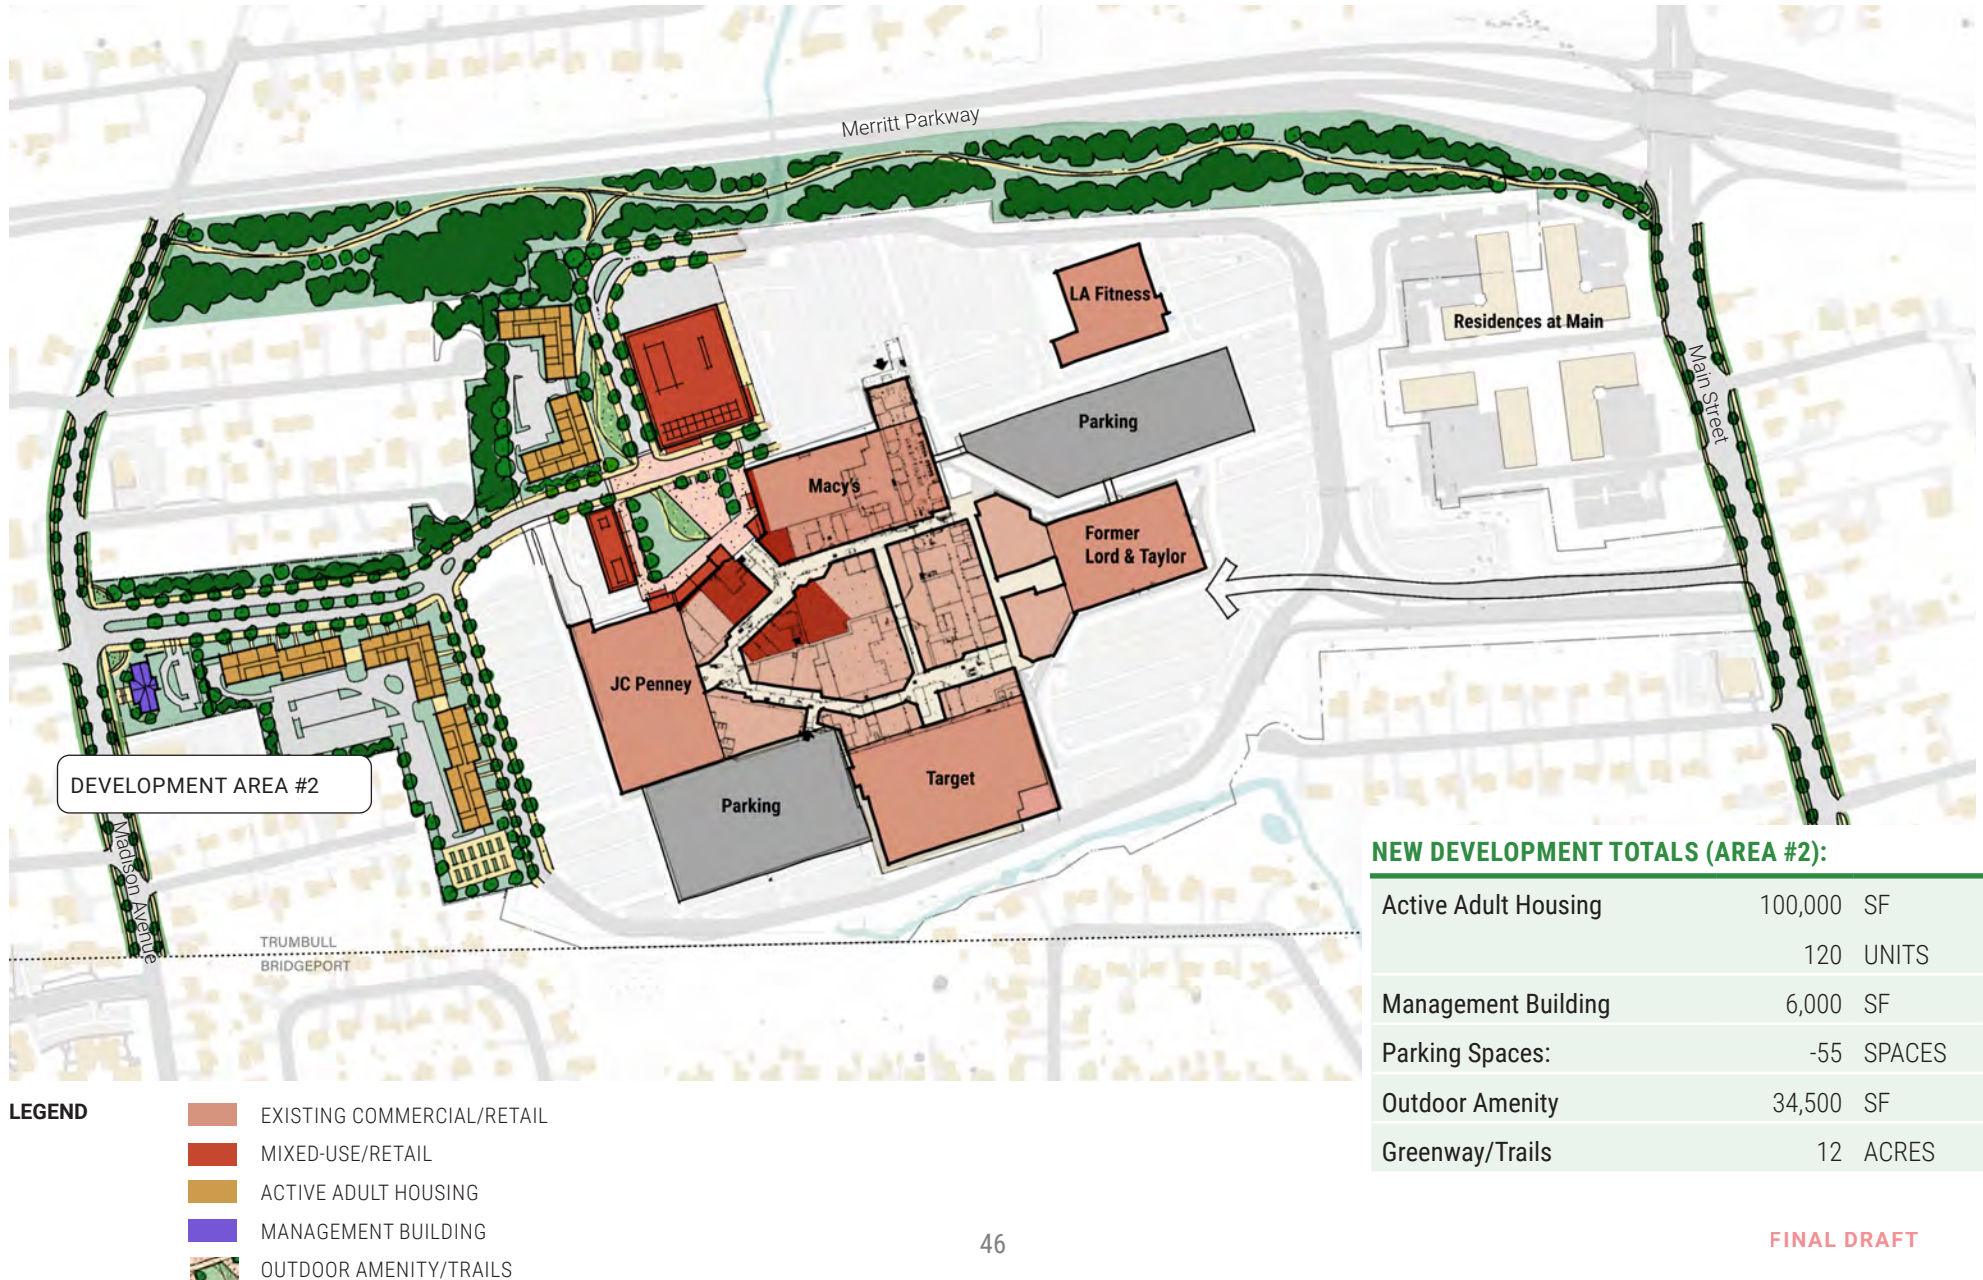 Merritt Parkway
LA Fitness
Residences at Main
Main Street
Parking
Macy's
Former
Lord & Taylor
JC Penney
Target
Parking
DEVELOPMENT AREA #2
Madison Avenue
TRUMBULL
BRIDGEPORT
NEW DEVELOPMENT TOTALS (AREA #2):
Active Adult Housing 100,000 SF
120 UNITS
Management Building 6,000 SF
Parking Spaces: -55 SPACES
Outdoor Amenity 34,500 SF
Greenway/Trails 12 ACRES
LEGEND
EXISTING COMMERCIAL/RETAIL
MIXED-USE/RETAIL
ACTIVE ADULT HOUSING
MANAGEMENT BUILDING
OUTDOOR AMENITY/TRAILS
46
FINAL DRAFT